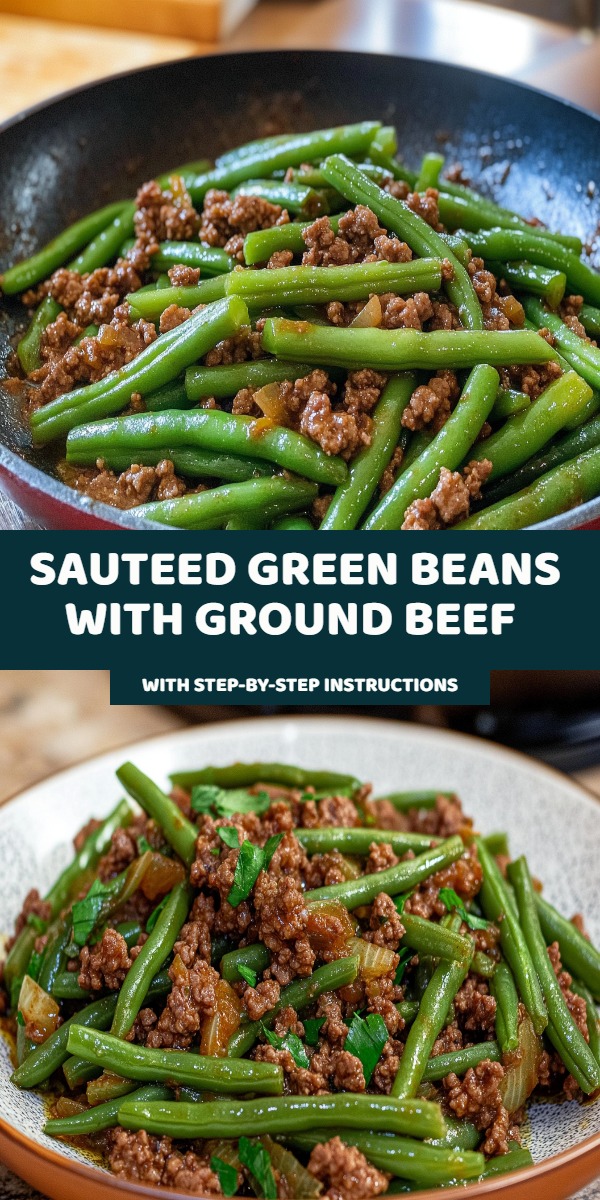 SAUTEED GREEN BEANS
WITH GROUND BEEF
WITH STEP-BY-STEP INSTRUCTIONS